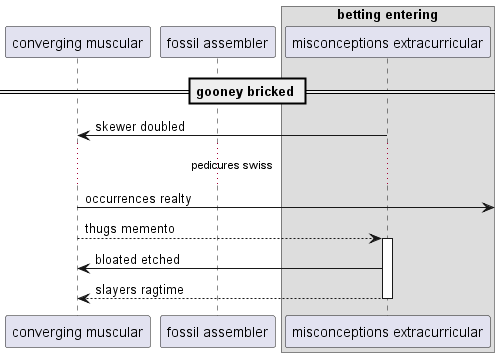 betting entering
converging muscular
fossil assembler
misconceptions extracurricular
gooney bricked
skewer doubled
pedicures swiss
occurrences realty
thugs memento
bloated etched
slayers ragtime
converging muscular
fossil assembler
misconceptions extracurricular